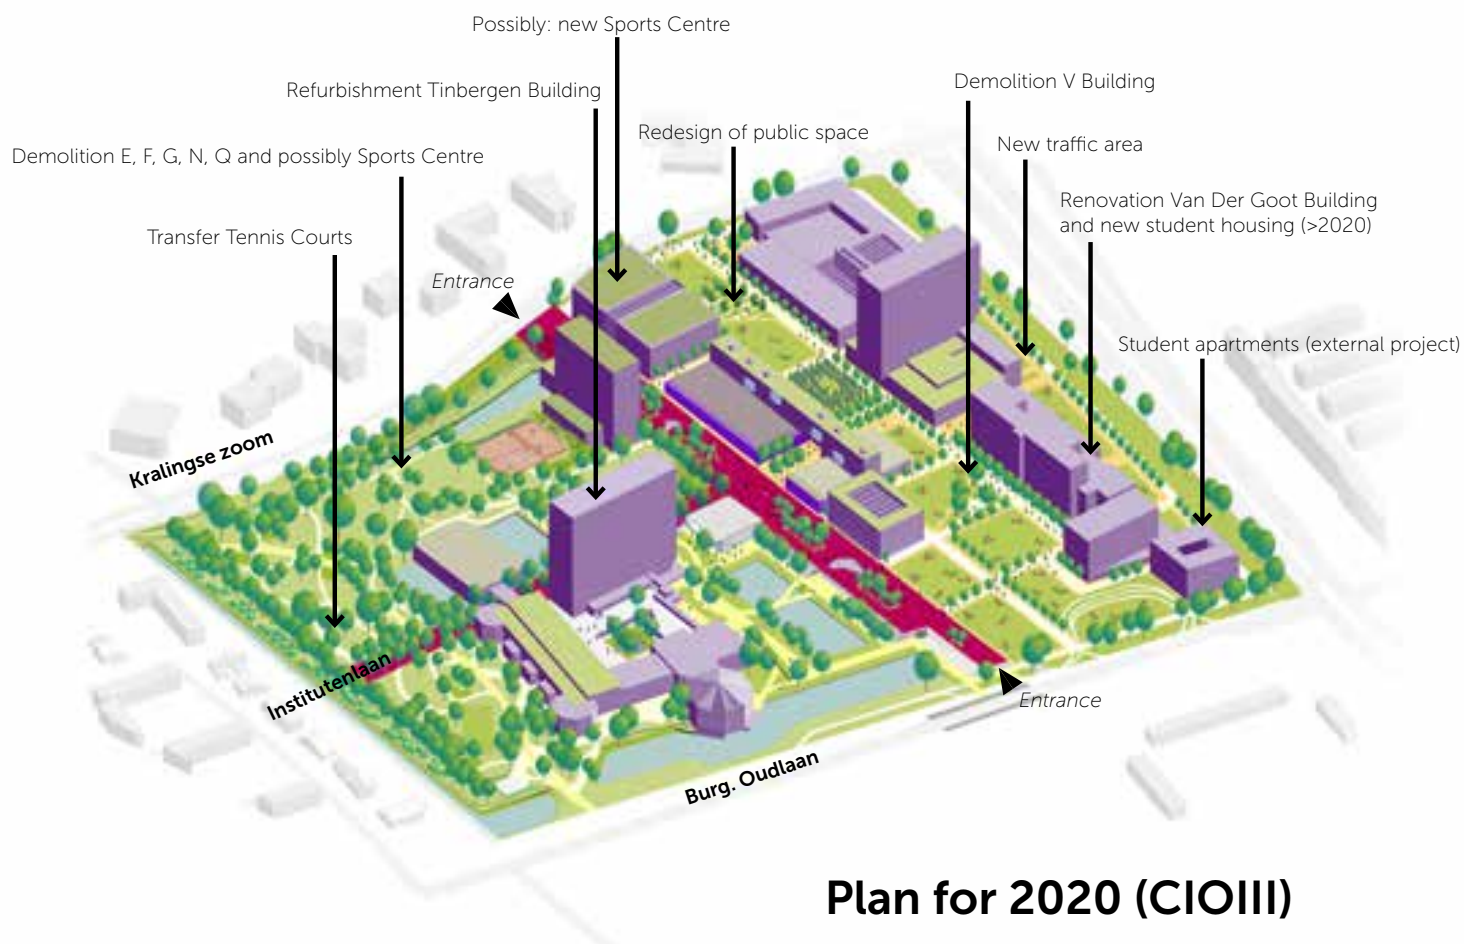 Possibly: new Sports Centre
Refurbishment Tinbergen Building
Demolition V Building
Redesign of public space
New traffic area
Demolition E, F, G, N, Q and possibly Sports Centre
Renovation Van Der Goot Building
and new student housing (>2020)
Transfer Tennis Courts
Entrance
Student apartments (external project)
Kralingse zoom
Institutenlaan
Entrance
Burg. Oudlaan
Plan for 2020 (CIOIII)